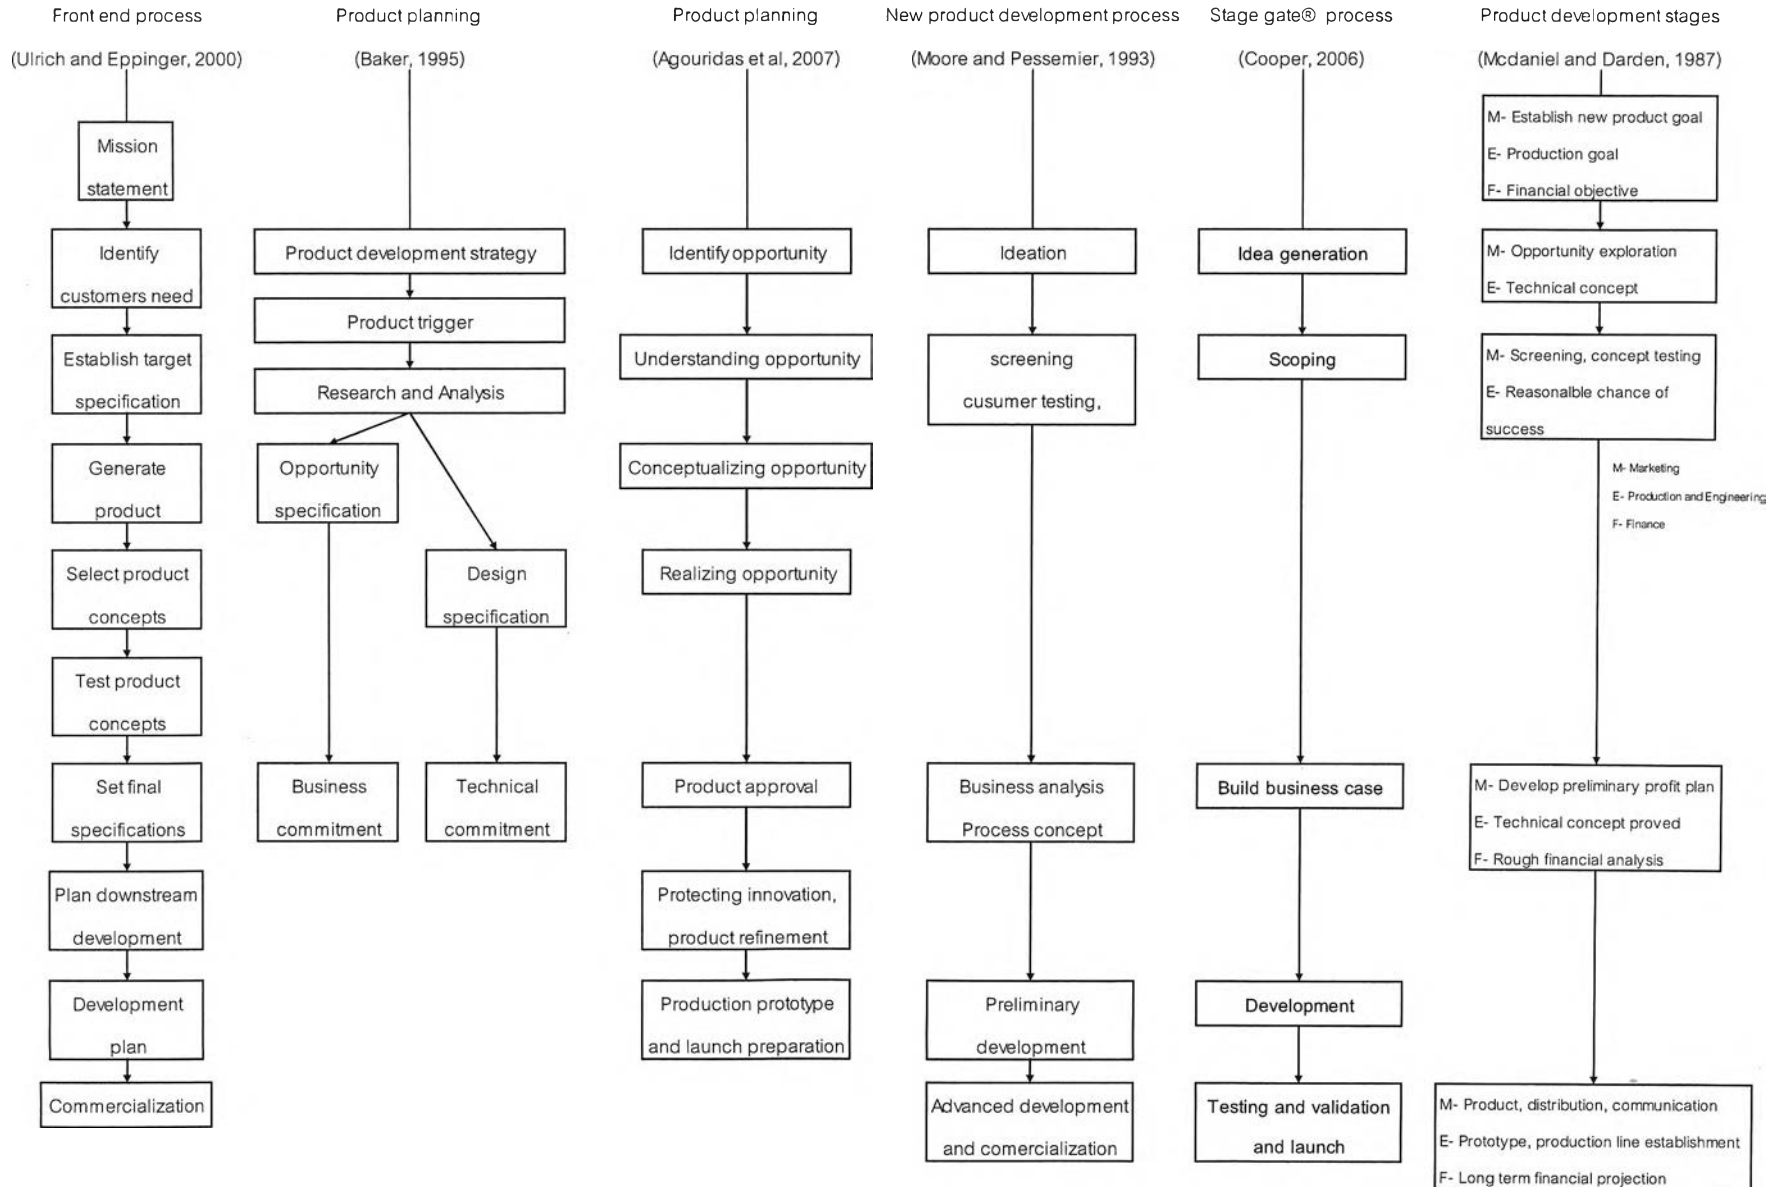 Front end process
(Ulrich and Eppinger, 2000)
Mission
statement
Identify
customers need
Establish target
specification
Generate
product
Select product
concepts
Test product
concepts
Set final
specifications
Plan downstream
development
Development
plan
Commercialization
Product planning
(Baker, 1995)
Product development strategy
Product trigger
Research and Analysis
Opportunity
specification
Design
specification
Business
commitment
Technical
commitment
Product planning
(Agouridas et al, 2007)
Identify opportunity
Understanding opportunity
Conceptualizing opportunity
Realizing opportunity
Product approval
Protecting innovation,
product refinement
Production prototype
and launch preparation
New product development process
(Moore and Pessemier, 1993)
Ideation
screening
cusumer testing,
Business analysis
Process concept
Preliminary
development
Advanced development
and comercialization
Stage gate® process
(Cooper, 2006)
Idea generation
Scoping
Build business case
Development
Testing and validation
and launch
Product development stages
(Mcdaniel and Darden, 1987)
M- Establish new product goal
E- Production goal
F- Financial objective
M- Opportunity exploration
E- Technical concept
M- Screening, concept testing
E- Reasonalble chance of
success
M- Marketing
E- Production and Engineering
F- Finance
M- Develop preliminary profit plan
E- Technical concept proved
F- Rough financial analysis
M- Product, distribution, communication
E- Prototype, production line establishment
F- Long term financial projection